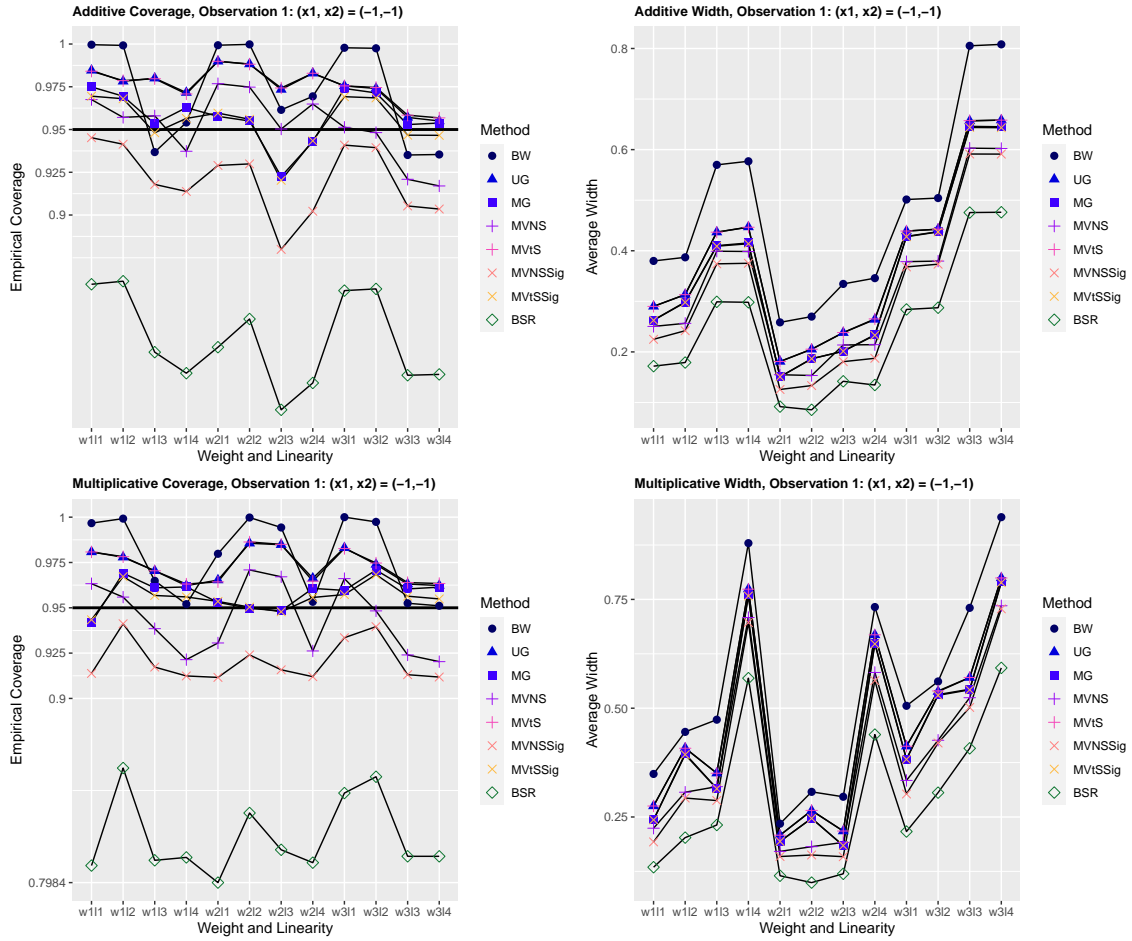 Additive Coverage, Observation 1: (x1, x2) = (−1,−1)
1
0.975
0.95
0.925
0.9
Empirical Coverage
w1l1 w1l2 w1l3 w1l4 w2l1 w2l2 w2l3 w2l4 w3l1 w3l2 w3l3 w3l4
Weight and Linearity
Method
BW
UG
MG
MVNS
MVtS
MVNSSig
MVtSSig
BSR
Additive Width, Observation 1: (x1, x2) = (−1,−1)
0.8
0.6
0.4
0.2
Average Width
w1l1 w1l2 w1l3 w1l4 w2l1 w2l2 w2l3 w2l4 w3l1 w3l2 w3l3 w3l4
Weight and Linearity
Method
BW
UG
MG
MVNS
MVtS
MVNSSig
MVtSSig
BSR
Multiplicative Coverage, Observation 1: (x1, x2) = (−1,−1)
1
0.975
0.95
0.925
0.9
0.7984
Empirical Coverage
w1l1 w1l2 w1l3 w1l4 w2l1 w2l2 w2l3 w2l4 w3l1 w3l2 w3l3 w3l4
Weight and Linearity
Method
BW
UG
MG
MVNS
MVtS
MVNSSig
MVtSSig
BSR
Multiplicative Width, Observation 1: (x1, x2) = (−1,−1)
0.75
0.50
0.25
Average Width
w1l1 w1l2 w1l3 w1l4 w2l1 w2l2 w2l3 w2l4 w3l1 w3l2 w3l3 w3l4
Weight and Linearity
Method
BW
UG
MG
MVNS
MVtS
MVNSSig
MVtSSig
BSR